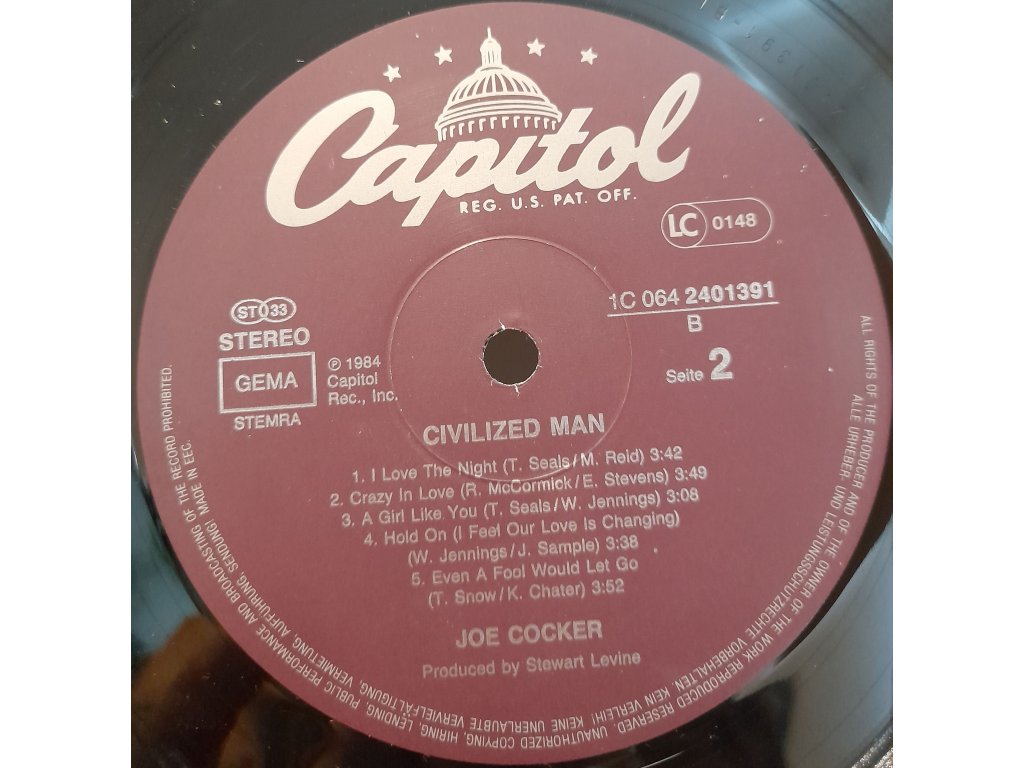 Capitol
REG. U.S. PAT. OFF.
LC 0148
ST 33
STEREO
GEMA
STEMRA
℗ 1984
Capitol
Rec., Inc.
1C 064 2401391
B
Seite 2
CIVILIZED MAN
1. I Love The Night (T. Seals/M. Reid) 3:42
2. Crazy In Love (R. McCormick/E. Stevens) 3:49
3. A Girl Like You (T. Seals/W. Jennings) 3:08
4. Hold On (I Feel Our Love Is Changing)
(W. Jennings/J. Sample) 3:38
5. Even A Fool Would Let Go
(T. Snow/K. Chater) 3:52
JOE COCKER
Produced by Stewart Levine
ALL RIGHTS OF THE PRODUCER AND OF THE OWNER OF THE WORK REPRODUCED RESERVED. UNAUTHORIZED COPYING, HIRING, LENDING, PUBLIC PERFORMANCE AND BROADCASTING OF THE RECORD PROHIBITED.
ALLE URHEBER- UND LEISTUNGSSCHUTZRECHTE VORBEHALTEN KEIN VERLEIH! KEINE UNERLAUBTE VERVIELFÄLTIGUNG, VERMIETUNG, AUFFÜHRUNG, SENDUNG! MADE IN EEC.